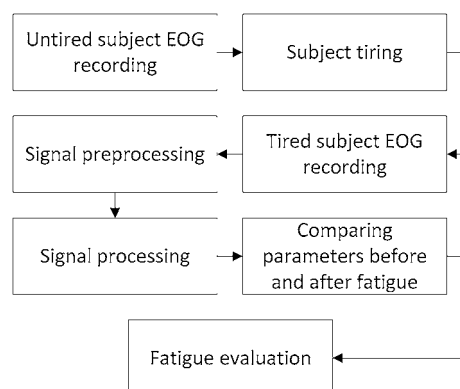 Untired subject EOG
recording
Subject tiring
Tired subject EOG
recording
Signal preprocessing
Signal processing
Comparing
parameters before
and after fatigue
Fatigue evaluation